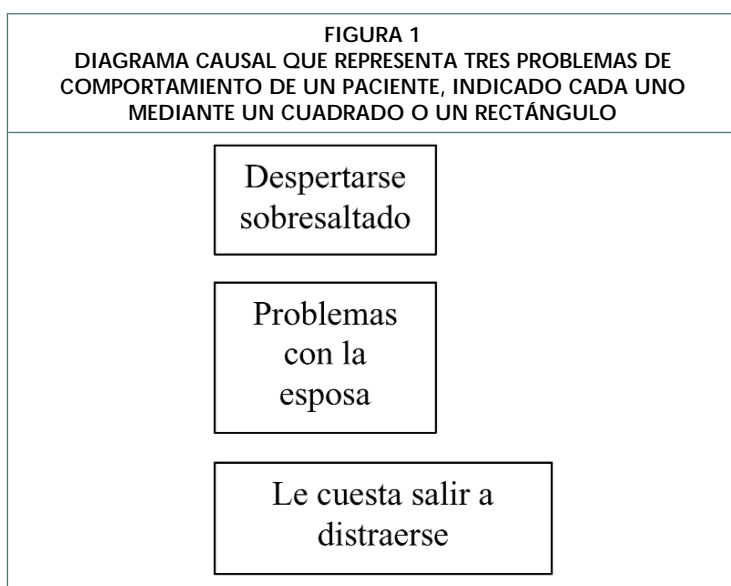 FIGURA 1
DIAGRAMA CAUSAL QUE REPRESENTA TRES PROBLEMAS DE
COMPORTAMIENTO DE UN PACIENTE, INDICADO CADA UNO
MEDIANTE UN CUADRADO O UN RECTÁNGULO
Despertarse
sobresaltado
Problemas
con la
esposa
Le cuesta salir a
distraerse